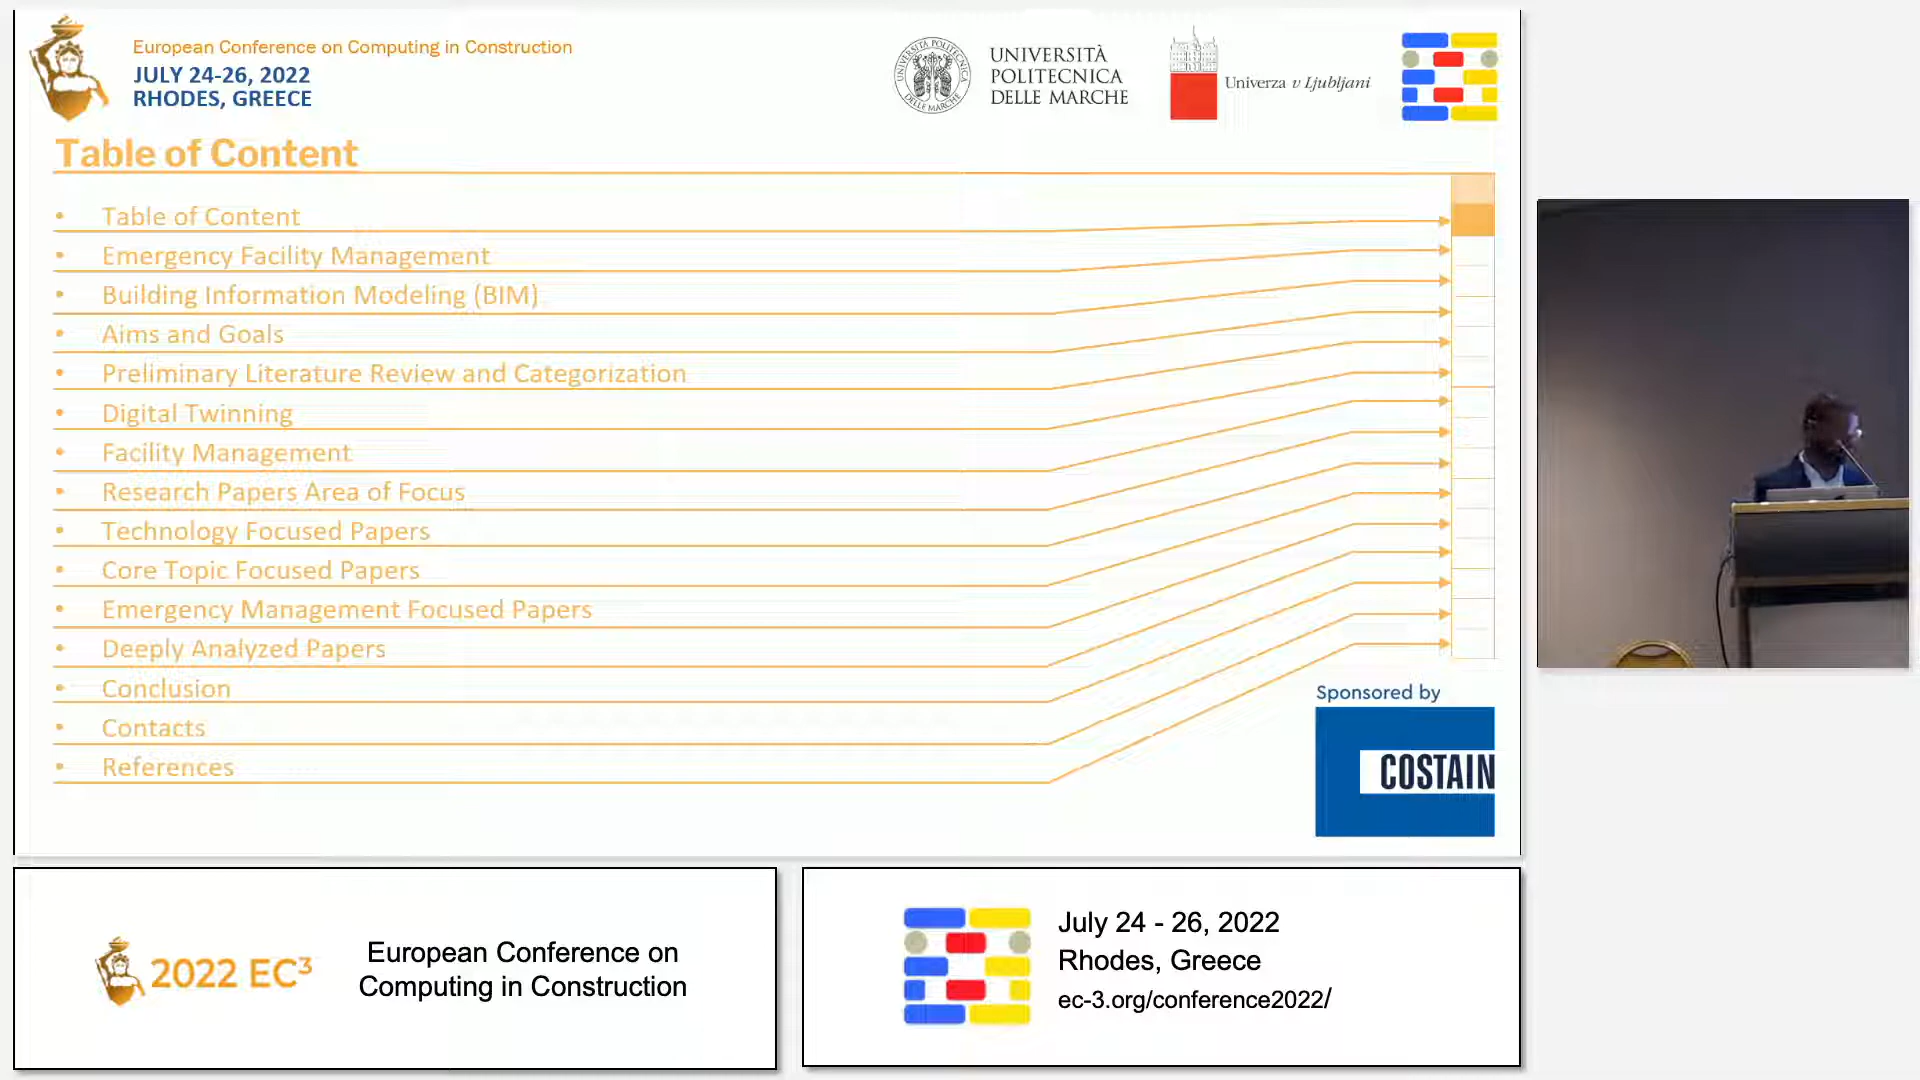 European Conference on Computing in Construction
JULY 24-26, 2022
RHODES, GREECE
UNIVERSITÀ
POLITECNICA
DELLE MARCHE
UNIVERSITÀ POLITECNICA
DELLE MARCHE
Univerza v Ljubljani
Table of Content
• Table of Content
• Emergency Facility Management
• Building Information Modeling (BIM)
• Aims and Goals
• Preliminary Literature Review and Categorization
• Digital Twinning
• Facility Management
• Research Papers Area of Focus
• Technology Focused Papers
• Core Topic Focused Papers
• Emergency Management Focused Papers
• Deeply Analyzed Papers
• Conclusion
• Contacts
• References
Sponsored by
COSTAIN
2022 EC³
European Conference on
Computing in Construction
July 24 - 26, 2022
Rhodes, Greece
ec-3.org/conference2022/